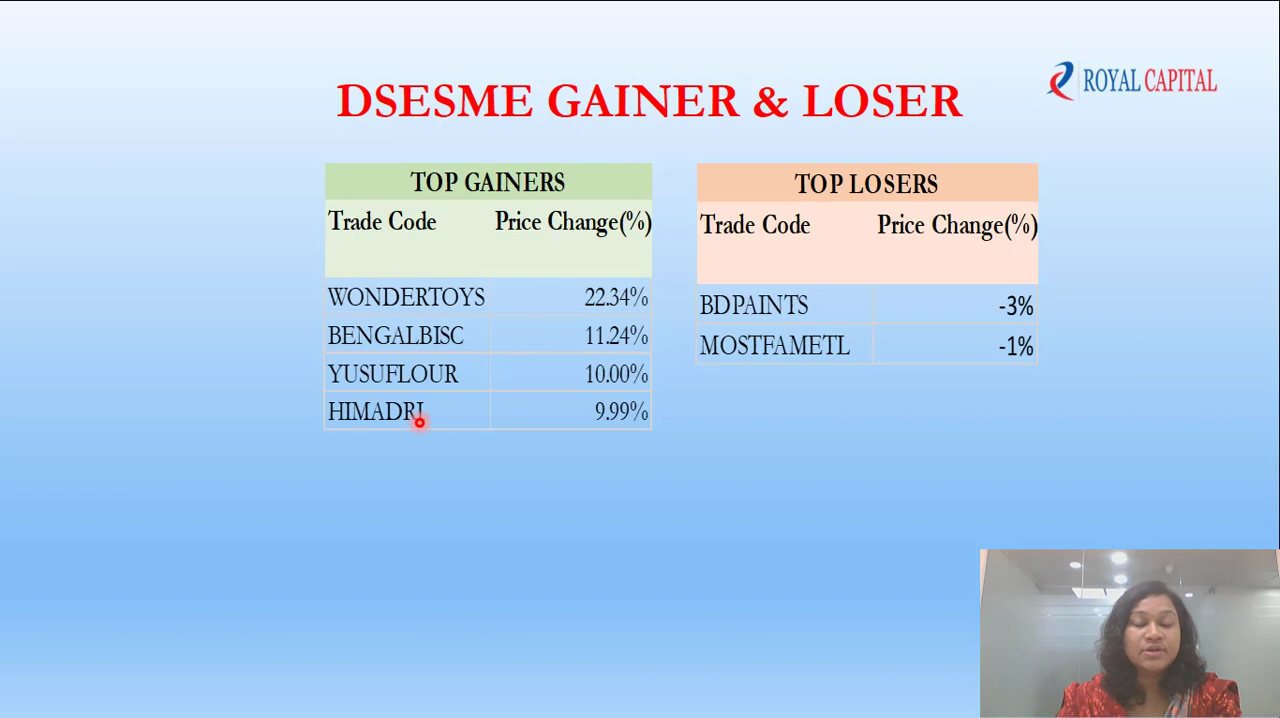 ROYAL CAPITAL
DSESME GAINER & LOSER
TOP GAINERS
Trade Code Price Change(%)
WONDERTOYS 22.34%
BENGALBISC 11.24%
YUSUFLOUR 10.00%
HIMADRI 9.99%
TOP LOSERS
Trade Code Price Change(%)
BDPAINTS -3%
MOSTFAMETL -1%